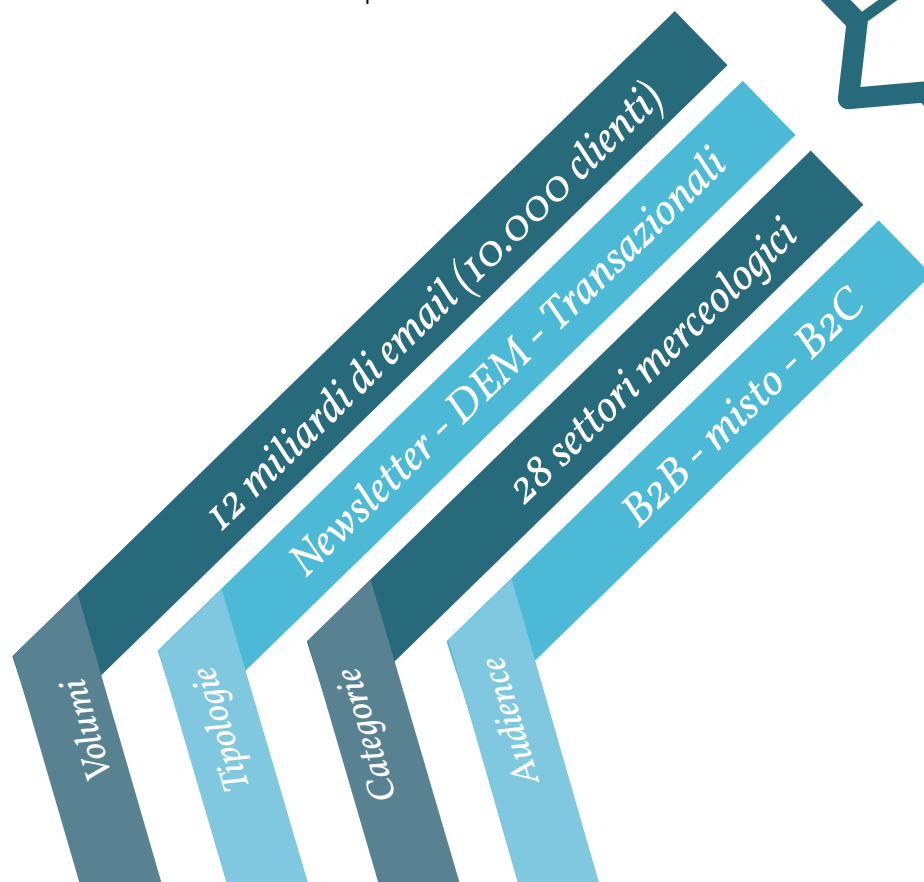 12 miliardi di email (10.000 clienti)
Newsletter - DEM - Transazionali
28 settori merceologici
B2B - misto - B2C
Volumi
Tipologie
Categorie
Audience